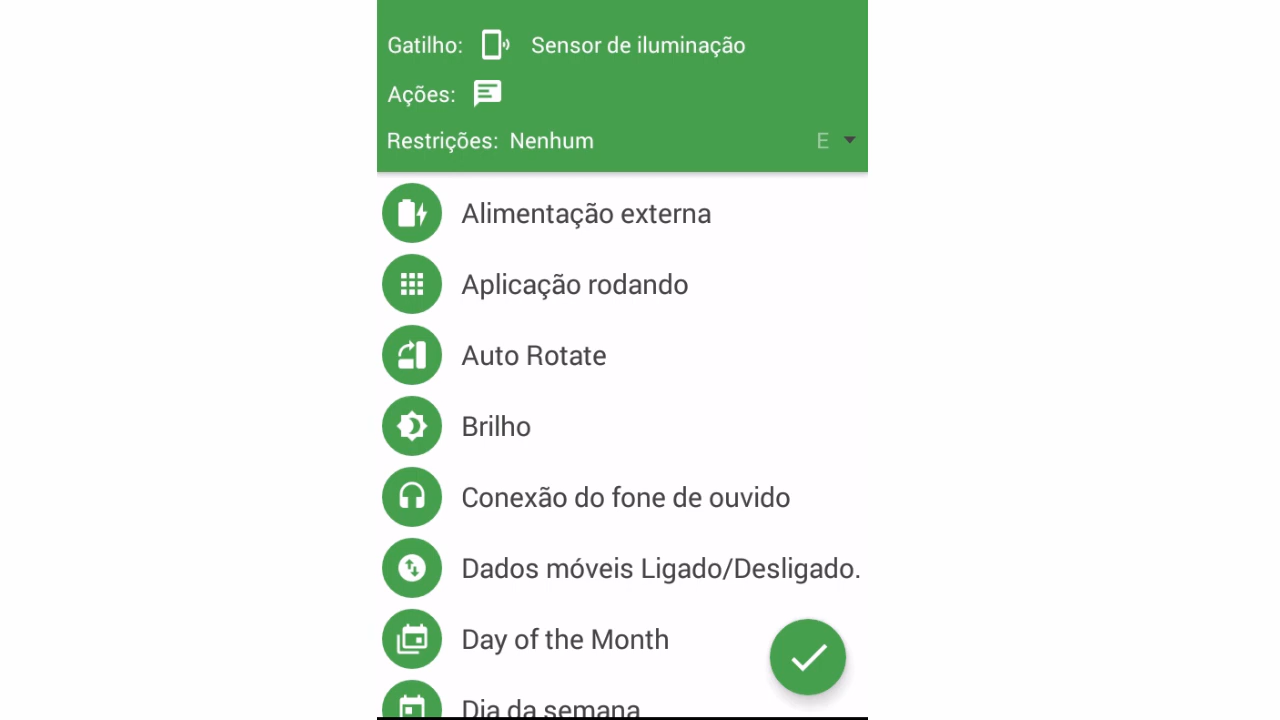 Gatilho: Sensor de iluminação
Ações:
Restrições: Nenhum E
Alimentação externa
Aplicação rodando
Auto Rotate
Brilho
Conexão do fone de ouvido
Dados móveis Ligado/Desligado.
Day of the Month
Dia da semana